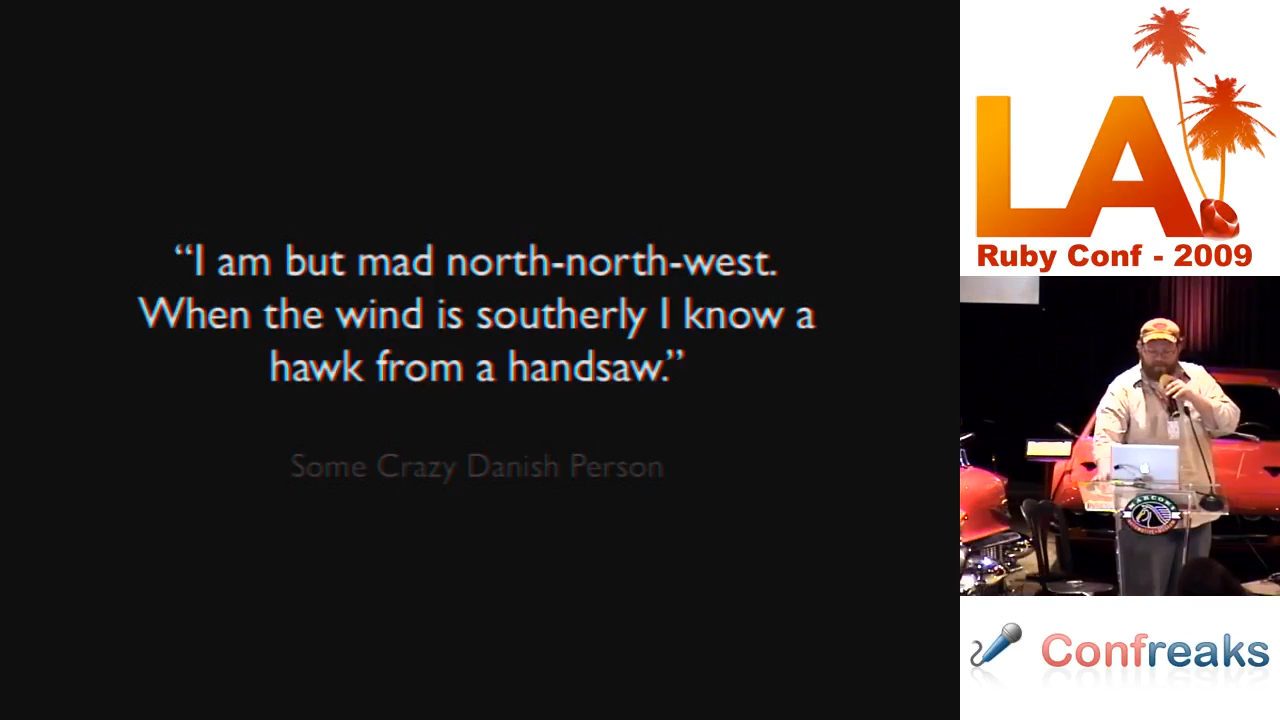 “I am but mad north-north-west.
When the wind is southerly I know a
hawk from a handsaw.”
Some Crazy Danish Person
LA
Ruby Conf - 2009
Confreaks